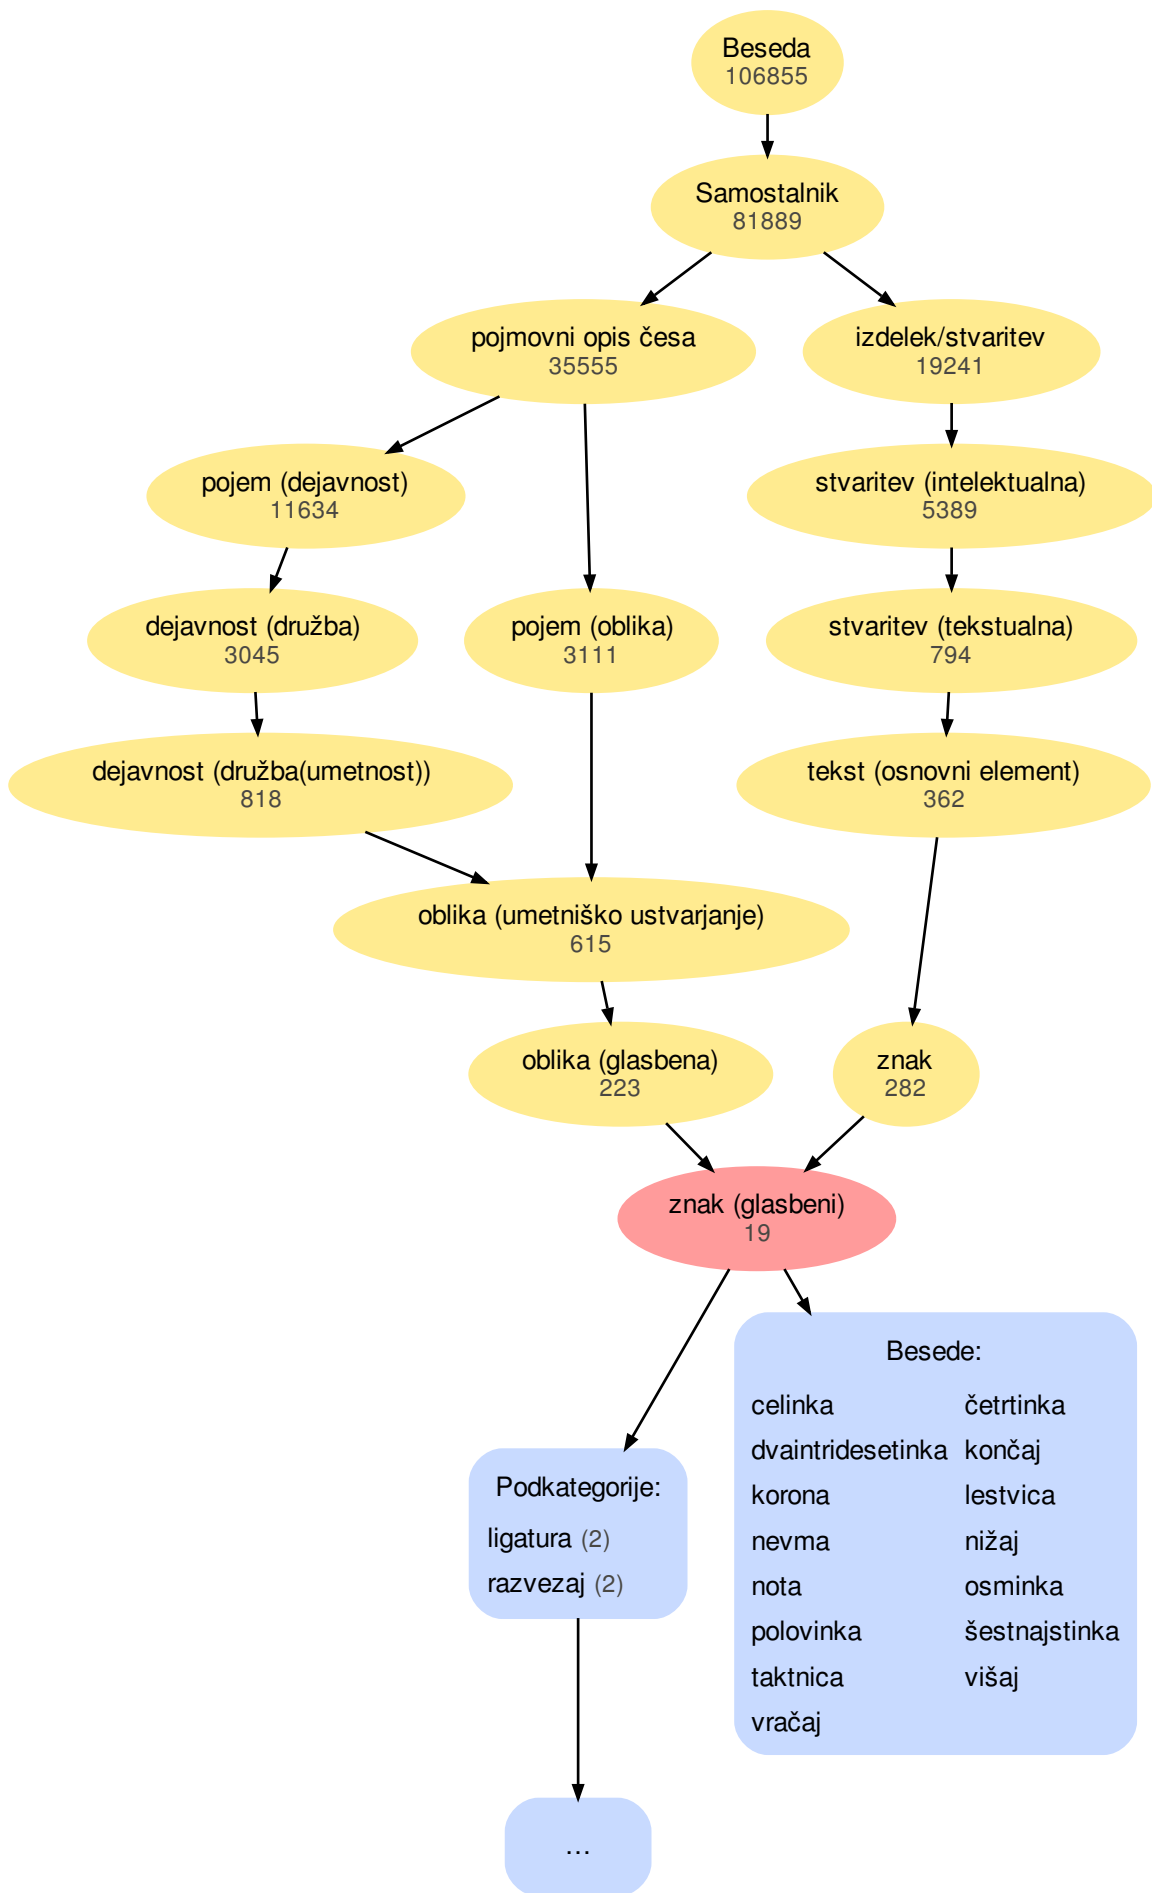 Beseda
106855
Samostalnik
81889
pojmovni opis česa
35555
izdelek/stvaritev
19241
pojem (dejavnost)
11634
stvaritev (intelektualna)
5389
dejavnost (družba)
3045
pojem (oblika)
3111
stvaritev (tekstualna)
794
dejavnost (družba(umetnost))
818
tekst (osnovni element)
362
oblika (umetniško ustvarjanje)
615
oblika (glasbena)
223
znak
282
znak (glasbeni)
19
Besede:
celinka četrtinka
dvaintridesetinka končaj
korona lestvica
nevma nižaj
nota osminka
polovinka šestnajstinka
taktnica višaj
vračaj
Podkategorije:
ligatura (2)
razvezaj (2)
...